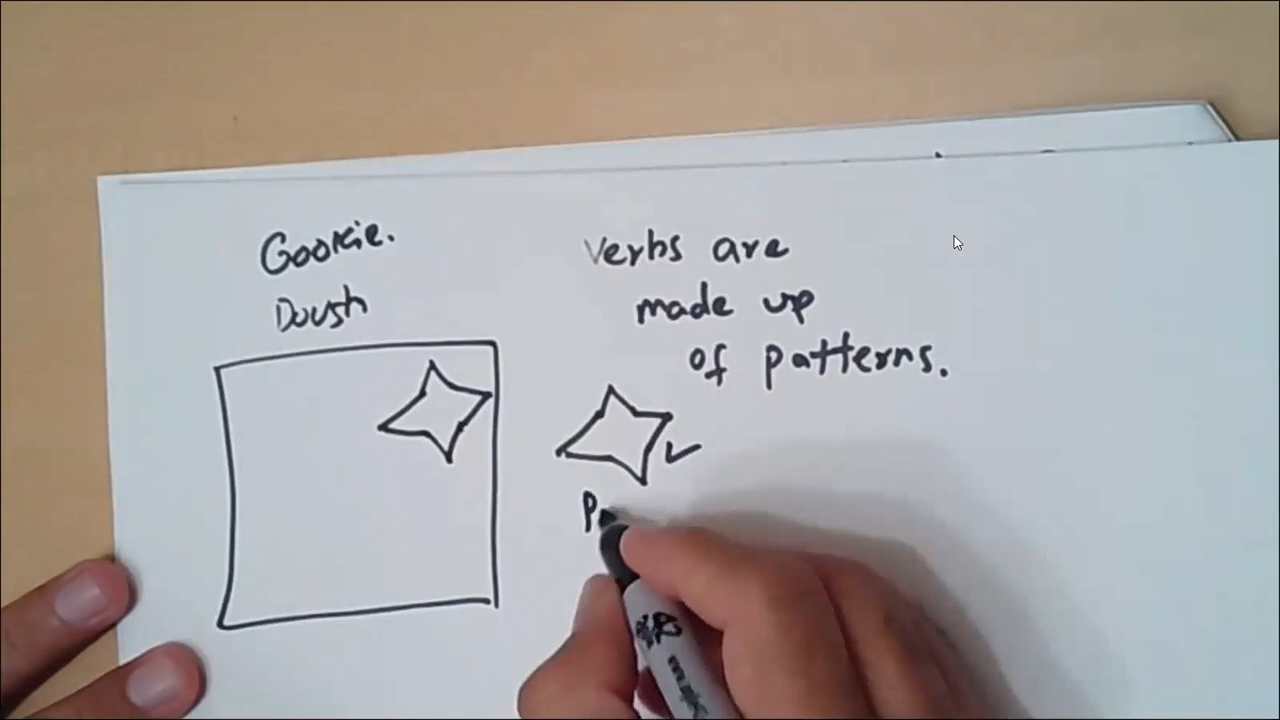 Cookie.
Dough
Verbs are
made up
of patterns.